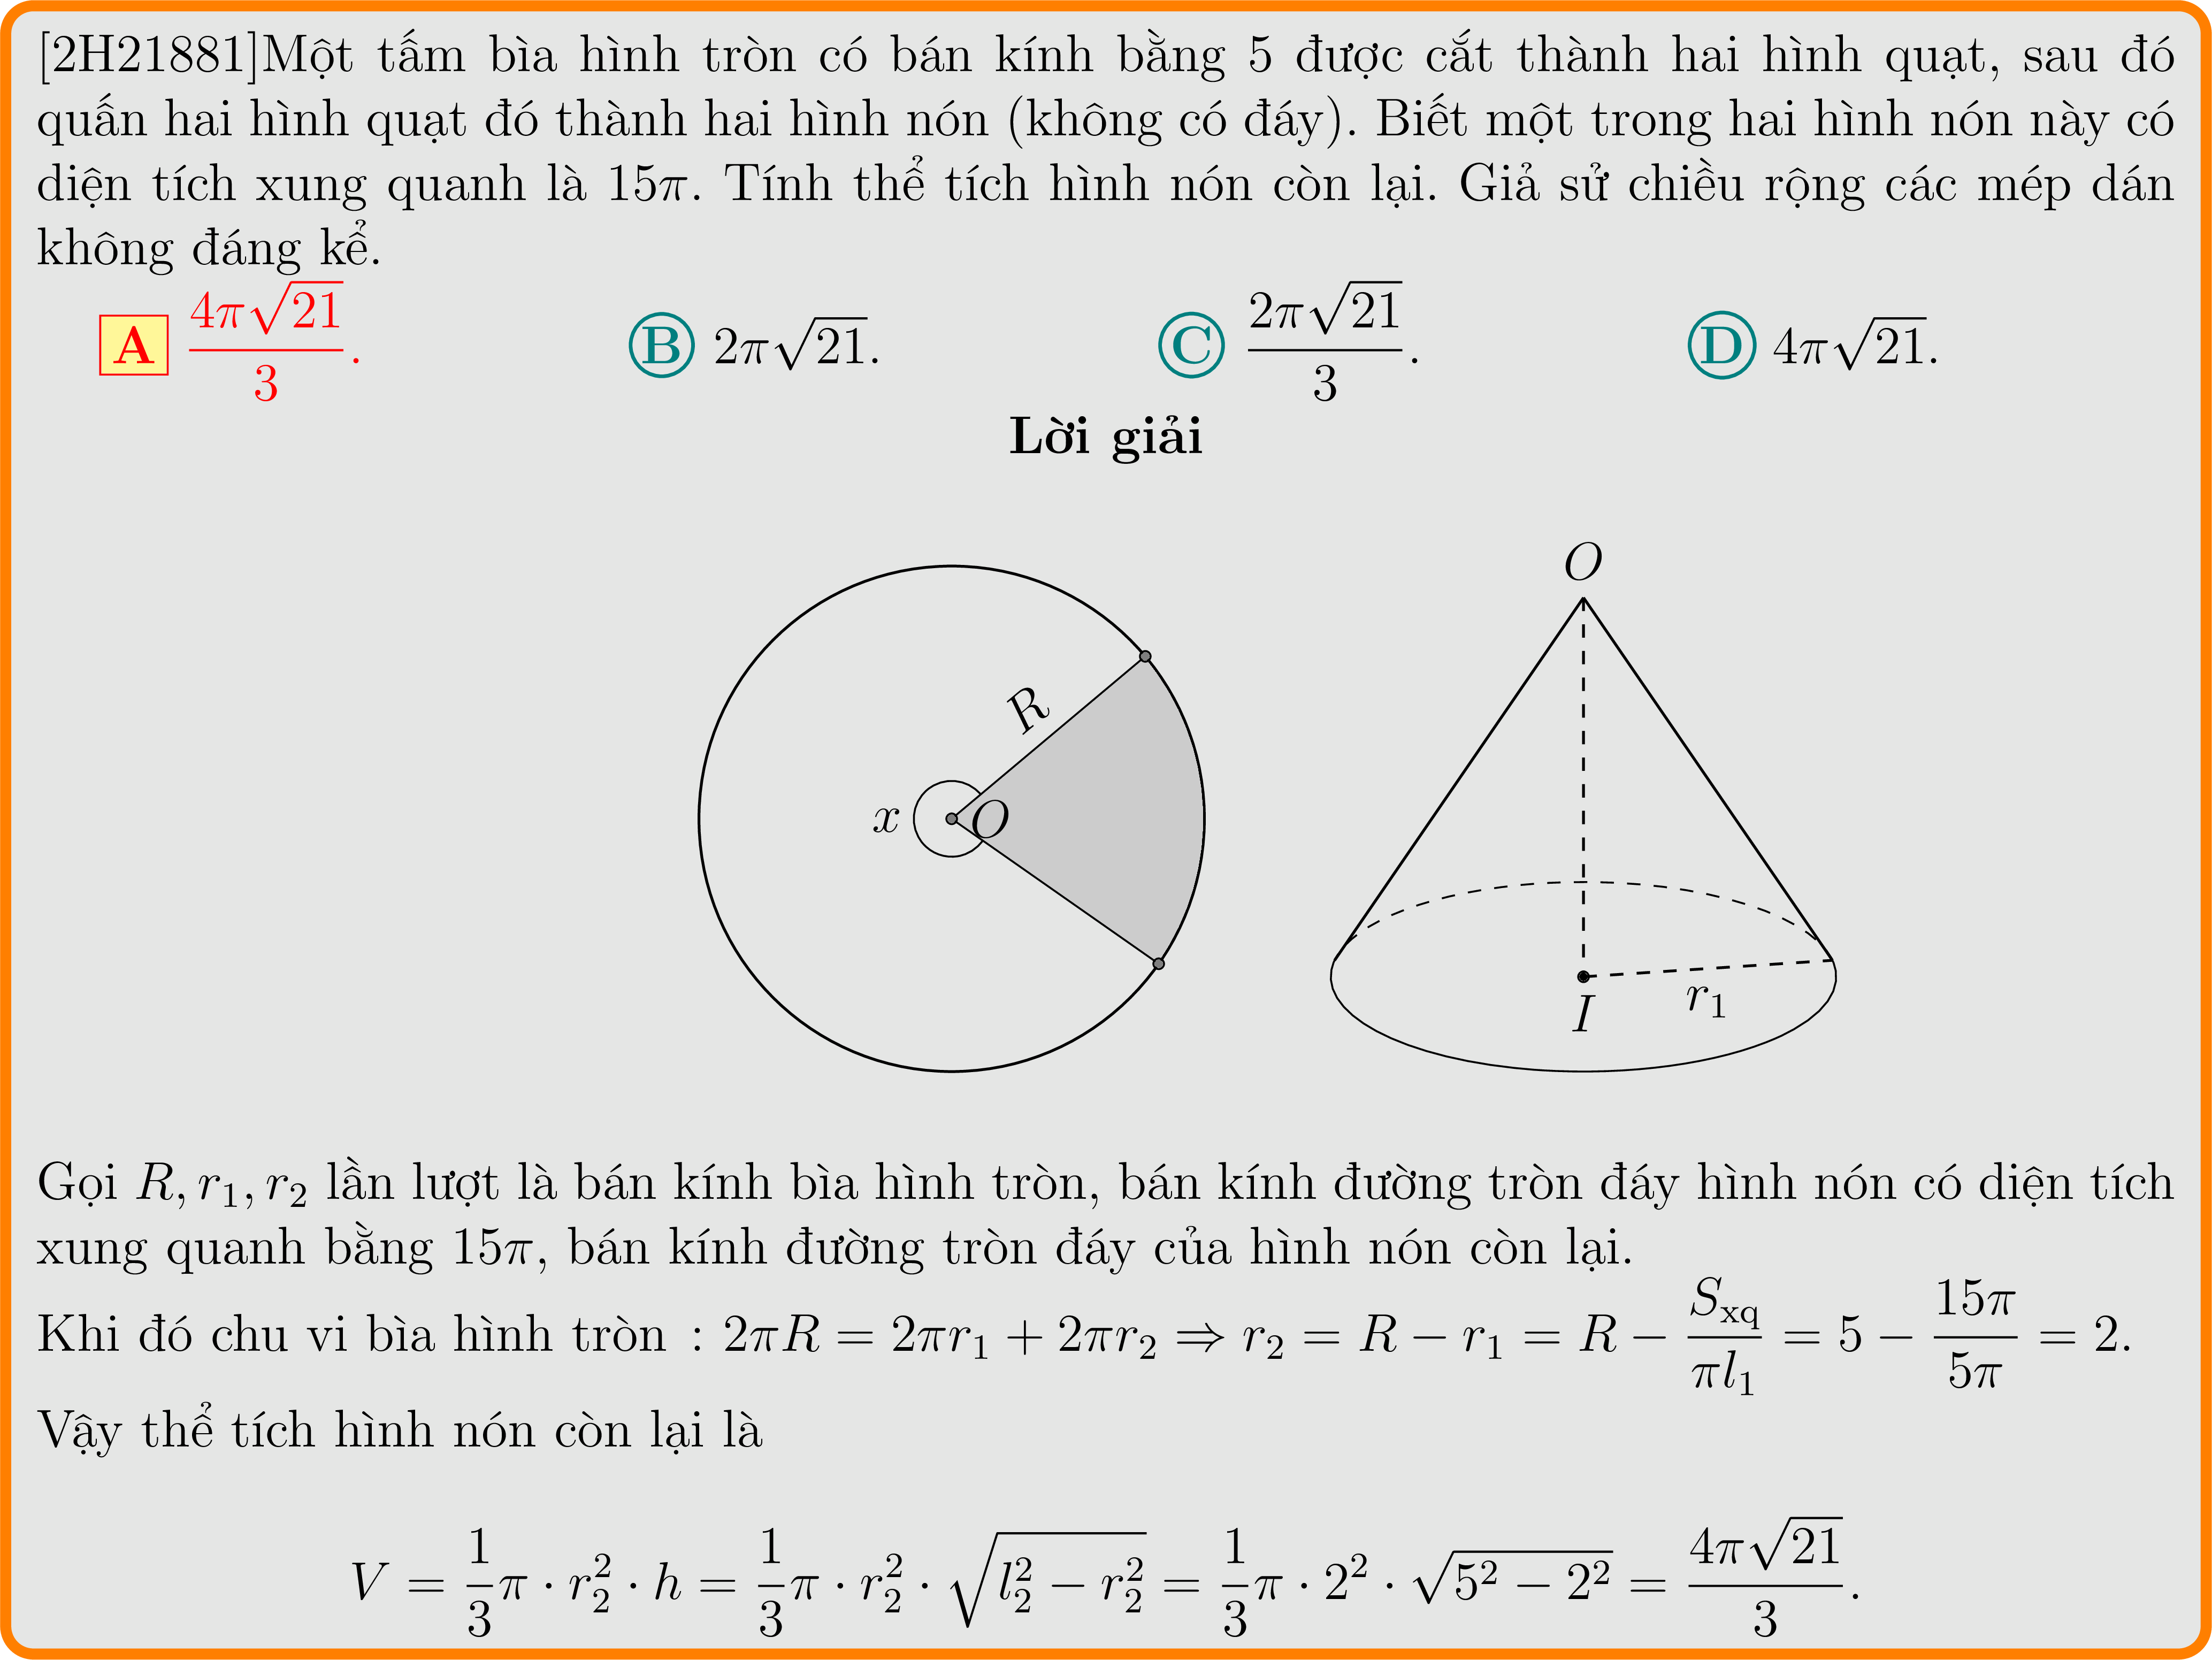 [2H21881]Một tấm bìa hình tròn có bán kính bằng 5 được cắt thành hai hình quạt, sau đó
quấn hai hình quạt đó thành hai hình nón (không có đáy). Biết một trong hai hình nón này có
diện tích xung quanh là 15π. Tính thể tích hình nón còn lại. Giả sử chiều rộng các mép dán
không đáng kể.
A $\frac{4\pi\sqrt{21}}{3}$. B $2\pi\sqrt{21}$. C $\frac{2\pi\sqrt{21}}{3}$. D $4\pi\sqrt{21}$.
Lời giải
O
R
x
O
r₁
I
Gọi R, r₁, r₂ lần lượt là bán kính bìa hình tròn, bán kính đường tròn đáy hình nón có diện tích
xung quanh bằng 15π, bán kính đường tròn đáy của hình nón còn lại.
Khi đó chu vi bìa hình tròn : $2\pi R = 2\pi r_1 + 2\pi r_2 \Rightarrow r_2 = R - r_1 = R - \frac{S_{\text{xq}}}{\pi l_1} = 5 - \frac{15\pi}{5\pi} = 2.$
Vậy thể tích hình nón còn lại là
$V = \frac{1}{3}\pi \cdot r_2^2 \cdot h = \frac{1}{3}\pi \cdot r_2^2 \cdot \sqrt{l_2^2 - r_2^2} = \frac{1}{3}\pi \cdot 2^2 \cdot \sqrt{5^2 - 2^2} = \frac{4\pi\sqrt{21}}{3}.$